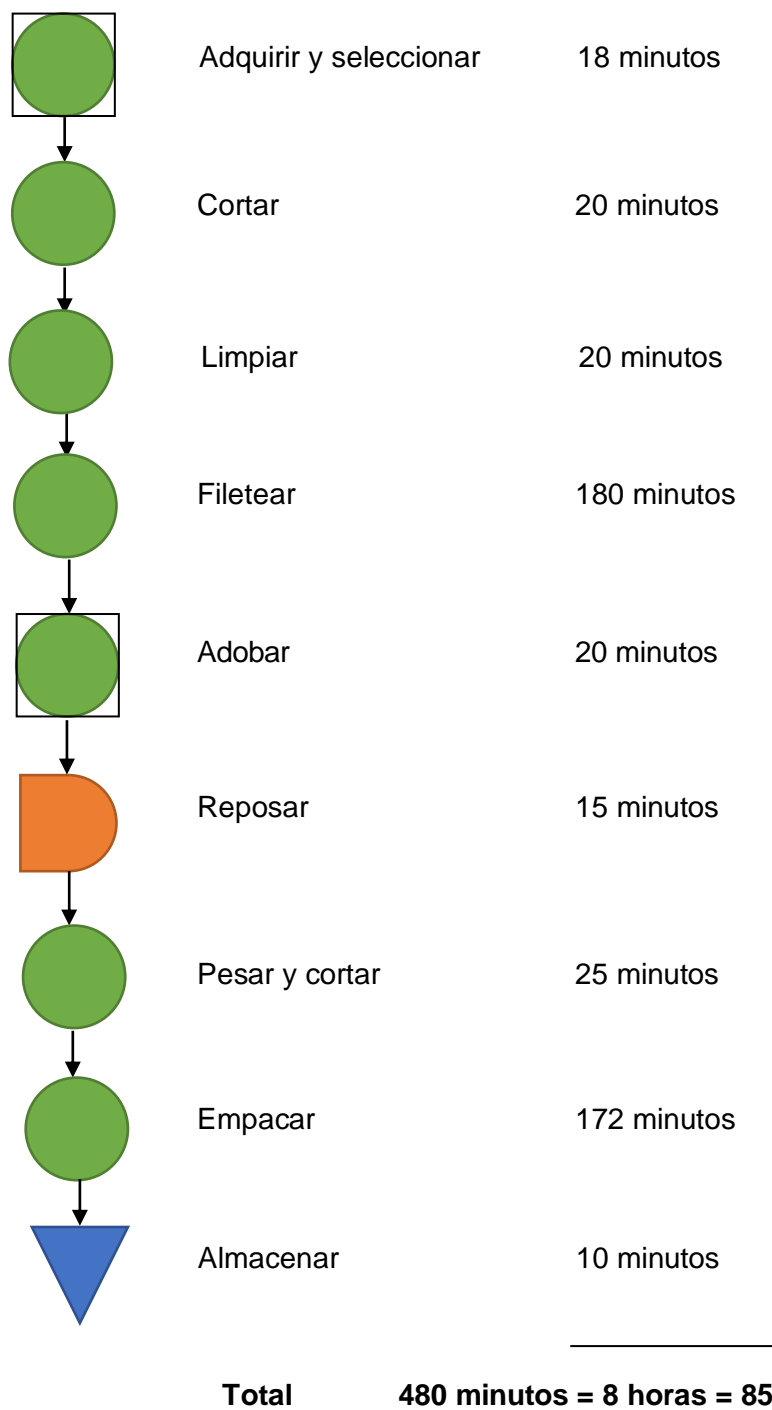 Adquirir y seleccionar 18 minutos
Cortar 20 minutos
Limpiar 20 minutos
Filetear 180 minutos
Adobar 20 minutos
Reposar 15 minutos
Pesar y cortar 25 minutos
Empacar 172 minutos
Almacenar 10 minutos
Total 480 minutos = 8 horas = 85